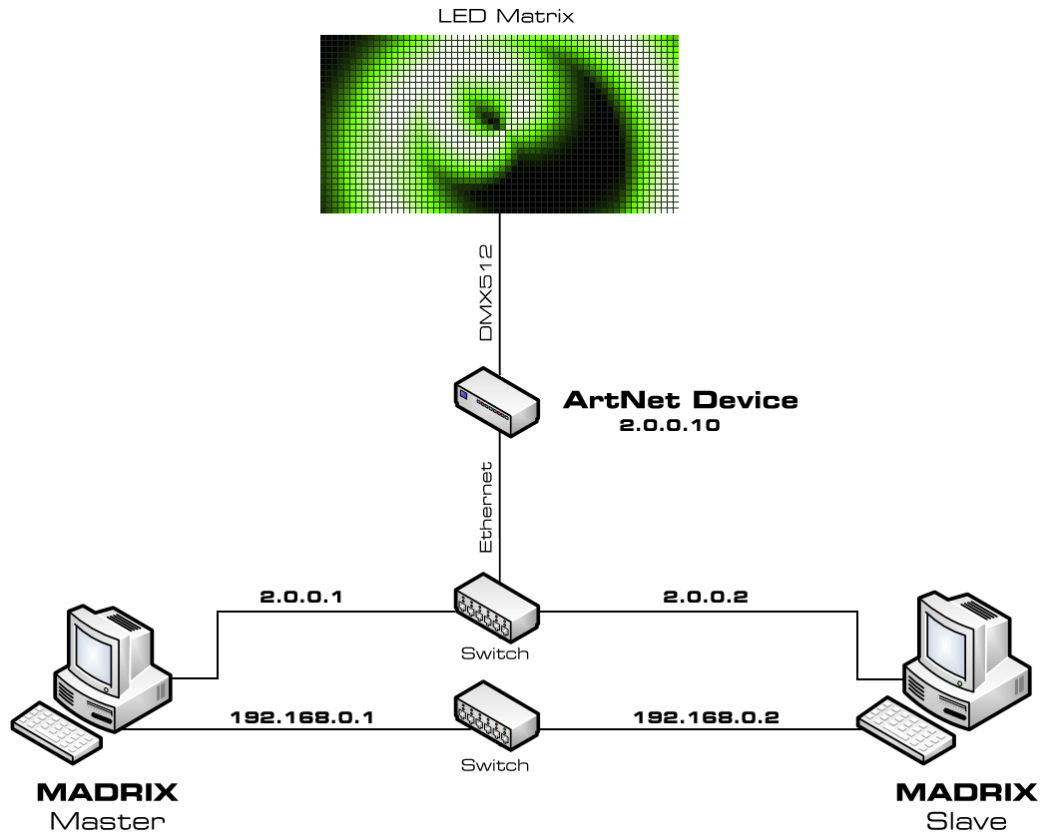 LED Matrix
DMX512
ArtNet Device
2.0.0.10
Ethernet
2.0.0.1
2.0.0.2
Switch
192.168.0.1
192.168.0.2
Switch
MADRIX
Master
MADRIX
Slave